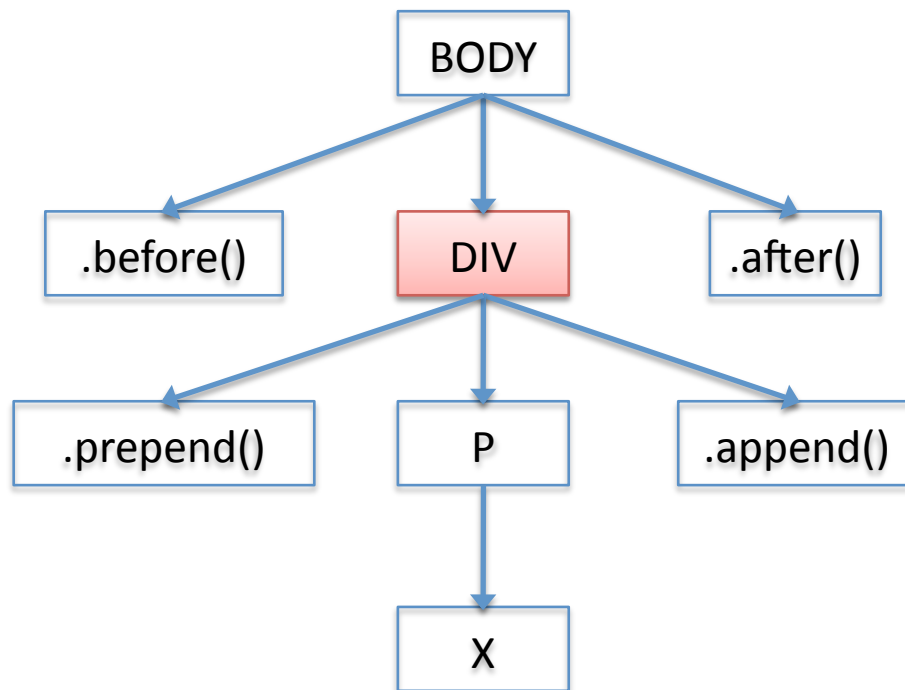 BODY
.before()
DIV
.after()
.prepend()
P
.append()
X